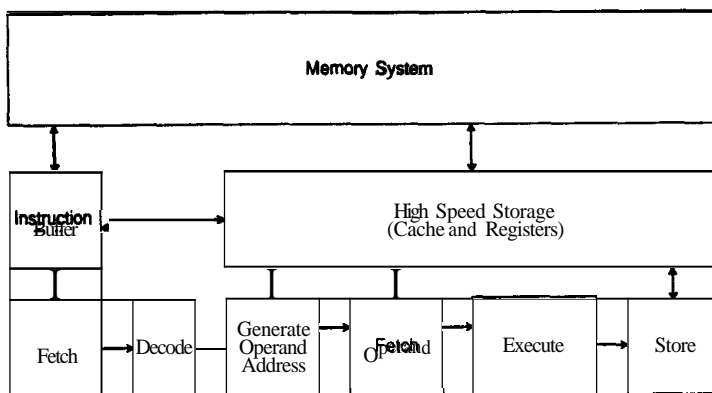 Memory System
Instruction
Buffer
High Speed Storage
(Cache and Registers)
Fetch
Decode
Generate
Operand
Address
Fetch
Operand
Execute
Store